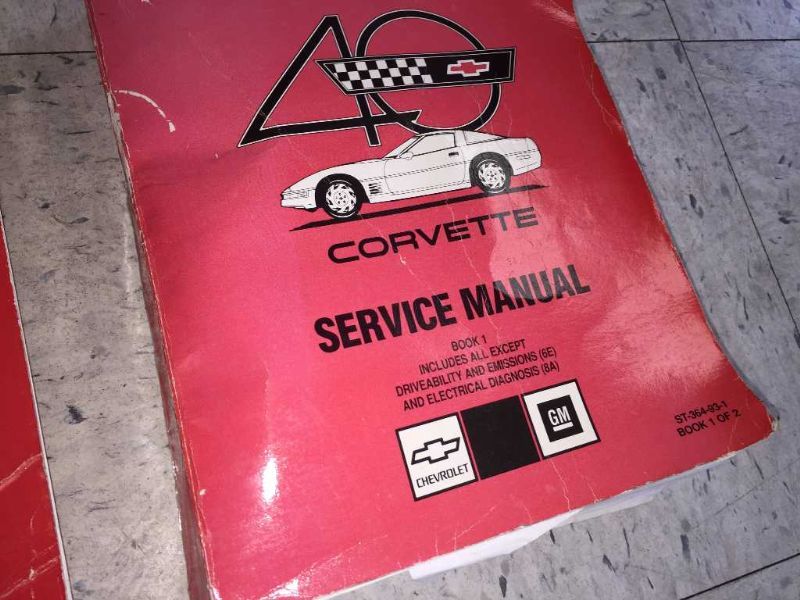 40
CORVETTE
SERVICE MANUAL
BOOK 1
INCLUDES ALL EXCEPT
DRIVEABILITY AND EMISSIONS (6E)
AND ELECTRICAL DIAGNOSIS (8A)
CHEVROLET
GM
ST-364-93-1
BOOK 1 OF 2